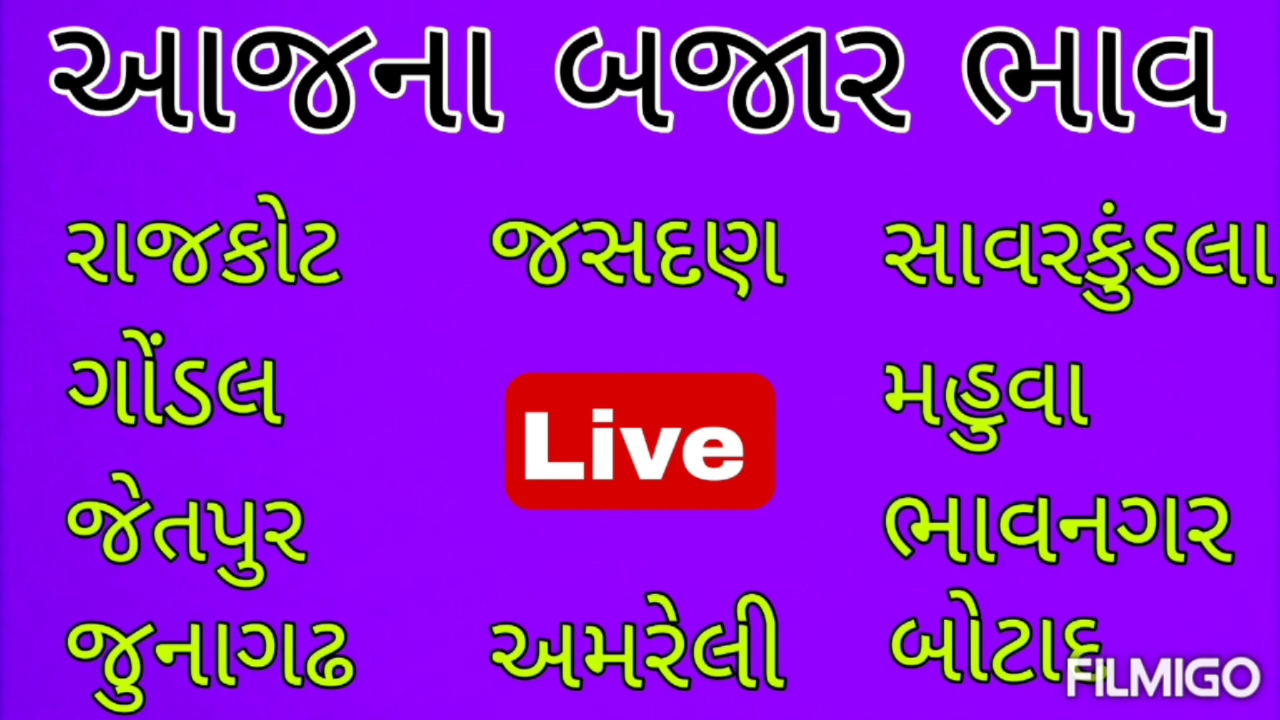 આજના બજાર ભાવ
રાજકોટ જસદણ સાવરકુંડલા
ગોંડલ મહુવા
Live
જેતપુર ભાવનગર
જુનાગઢ અમરેલી બોટાદ
FILMIGO